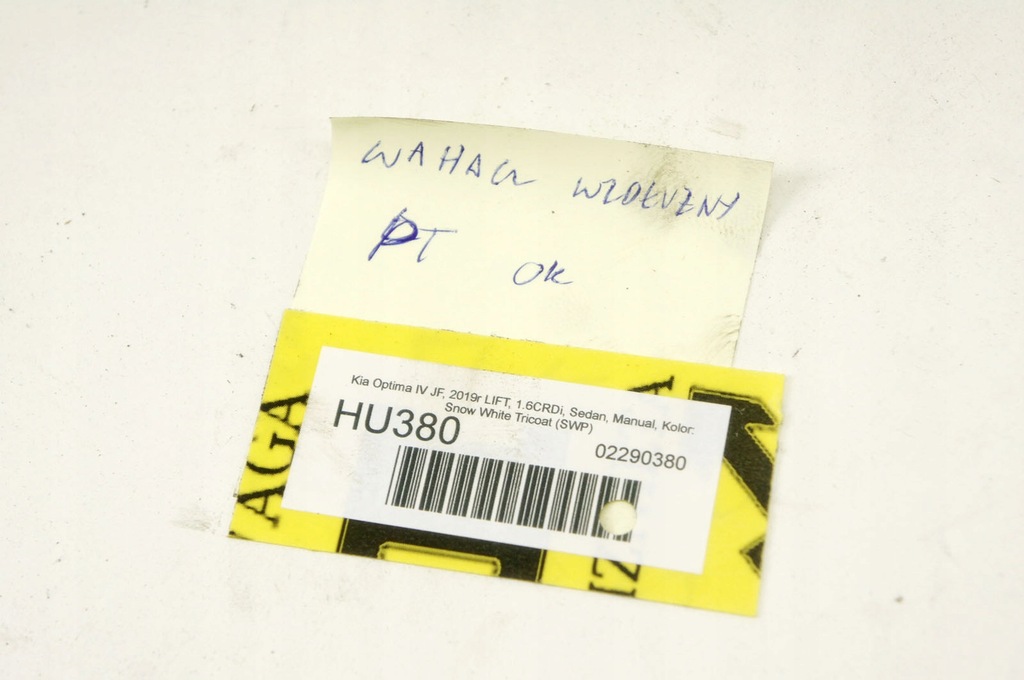 WAHACZ WZDŁUŻNY
PT OK
Kia Optima IV JF, 2019r LIFT, 1.6CRDi, Sedan, Manual, Kolor:
Snow White Tricoat (SWP)
HU380
02290380
AGA